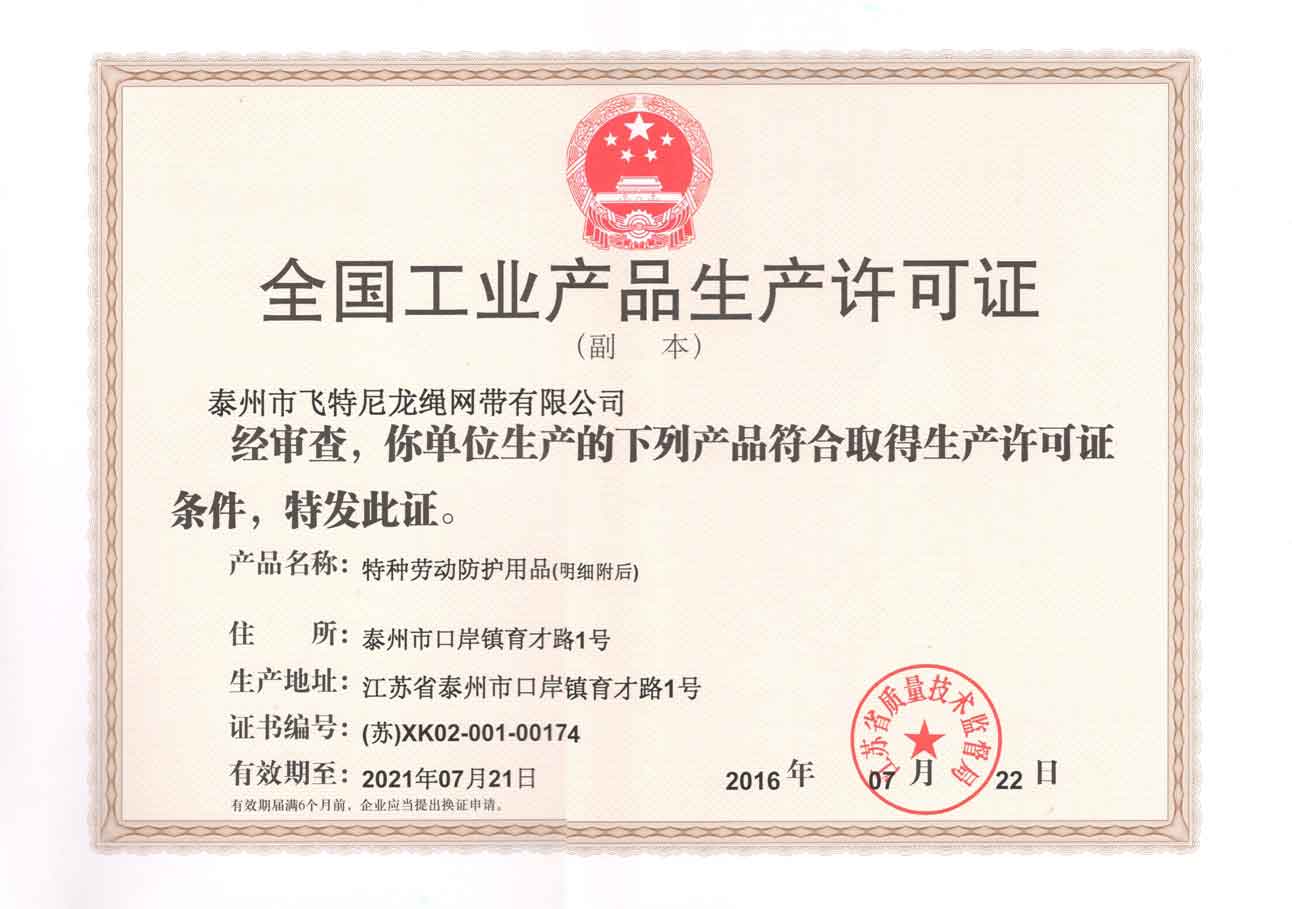 全国工业产品生产许可证
（副 本）
泰州市飞特尼龙绳网带有限公司
经审查，你单位生产的下列产品符合取得生产许可证
条件，特发此证。
产品名称：特种劳动防护用品(明细附后)
住 所：泰州市口岸镇育才路1号
生产地址：江苏省泰州市口岸镇育才路1号
证书编号：(苏)XK02-001-00174
有效期至：2021年07月21日
有效期届满6个月前，企业应当提出换证申请。
江苏省质量技术监督局
2016 年 07 月 22 日